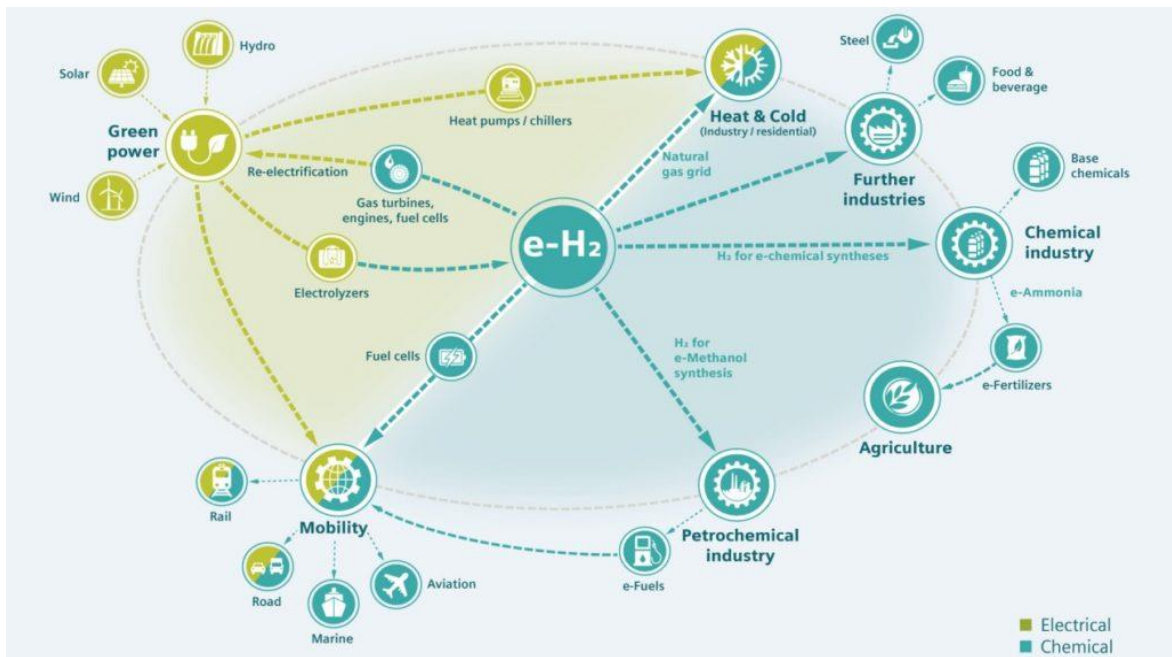 Hydro
Solar
Green
power
Wind
Heat pumps / chillers
Re-electrification
Gas turbines,
engines, fuel cells
Electrolyzers
e-H₂
Heat & Cold
(Industry / residential)
Natural
gas grid
Steel
Food &
beverage
Further
industries
Base
chemicals
Chemical
industry
H₂ for e-chemical syntheses
e-Ammonia
e-Fertilizers
Agriculture
H₂ for
e-Methanol
synthesis
Fuel cells
Mobility
Rail
Road
Marine
Aviation
e-Fuels
Petrochemical
industry
Electrical
Chemical